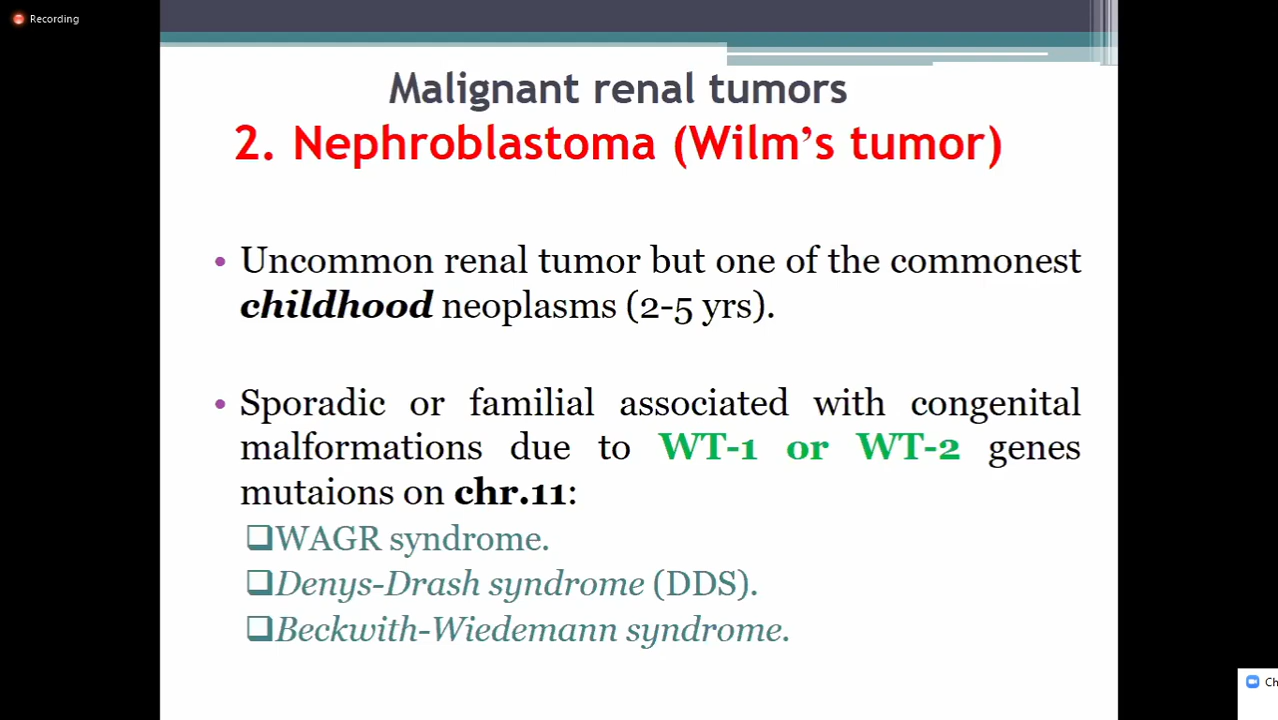 Recording
Malignant renal tumors
2. Nephroblastoma (Wilm’s tumor)
• Uncommon renal tumor but one of the commonest
childhood neoplasms (2-5 yrs).
• Sporadic or familial associated with congenital
malformations due to WT-1 or WT-2 genes
mutaions on chr.11:
❑WAGR syndrome.
❑Denys-Drash syndrome (DDS).
❑Beckwith-Wiedemann syndrome.
Ch